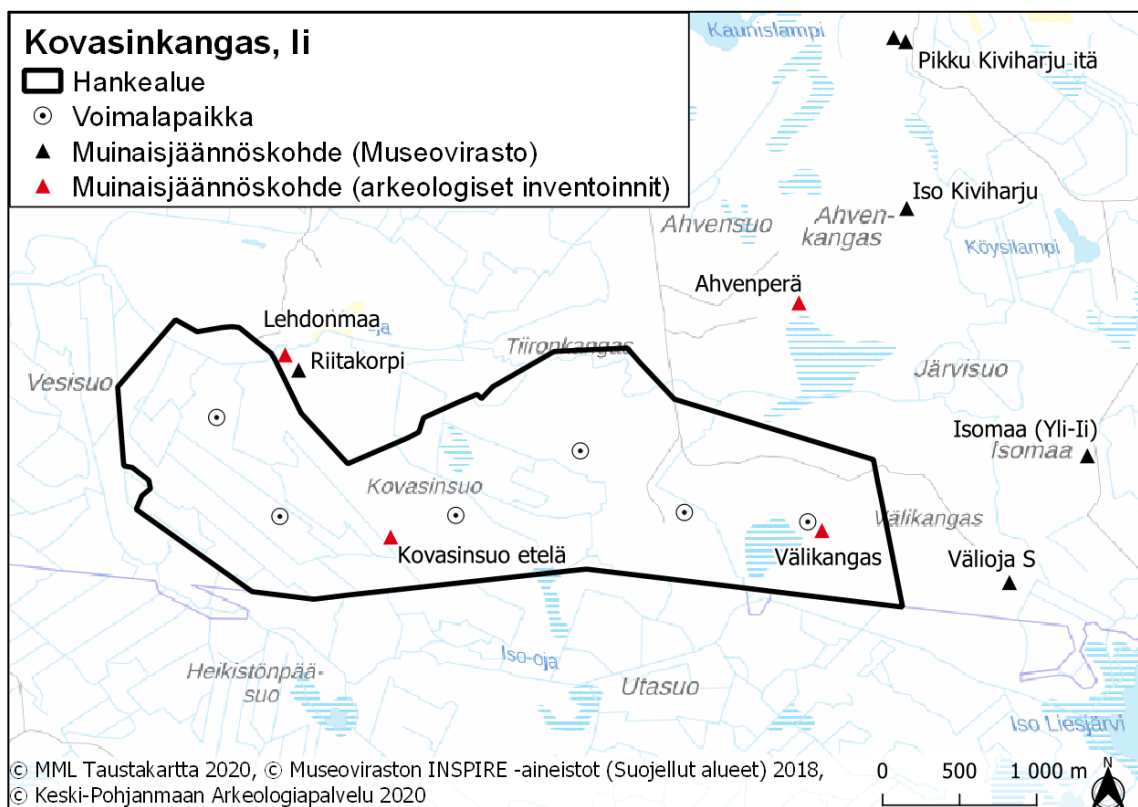 Kovasinkangas, Ii
Hankealue
Voimalapaikka
Muinaisjäännöskohde (Museovirasto)
Muinaisjäännöskohde (arkeologiset inventoinnit)
Kaunislampi
Pikku Kiviharju itä
Iso Kiviharju
Ahvensuo
Ahven-
kangas
Köysilampi
Ahvenperä
Lehdonmaa
Riitakorpi
Tiironkangas
Vesisuo
Järvisuo
Isomaa (Yli-Ii)
Isomaa
Kovasinsuo
Kovasinsuo etelä
Välikangas
Välikangas
Välioja S
Iso-oja
Heikistönpää-
suo
Utasuo
Iso Liesjärvi
© MML Taustakartta 2020, © Museoviraston INSPIRE -aineistot (Suojellut alueet) 2018,
© Keski-Pohjanmaan Arkeologiapalvelu 2020
0 500 1 000 m
N